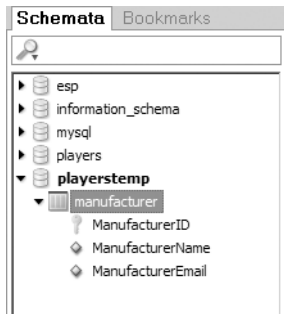 Schemata Bookmarks
esp
information_schema
mysql
players
playerstemp
manufacturer
ManufacturerID
ManufacturerName
ManufacturerEmail